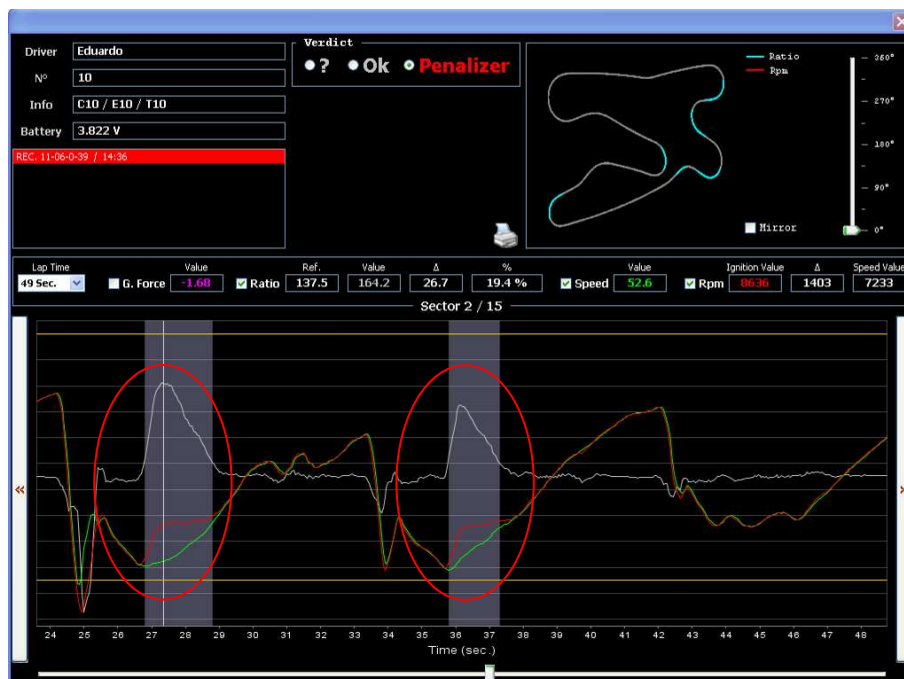 Driver Eduardo
Nº 10
Info C10 / E10 / T10
Battery 3.822 V
REC. 11-06-0-39 / 14:36
Verdict
? Ok Penalizer
Ratio
Rpm
360°
270°
180°
90°
0°
Mirror
Lap Time Value Ref. Value Δ % Value Ignition Value Δ Speed Value
49 Sec. G. Force -1.68 Ratio 137.5 164.2 26.7 19.4 % Speed 52.6 Rpm 8636 1403 7233
Sector 2 / 15
« »
24 25 26 27 28 29 30 31 32 33 34 35 36 37 38 39 40 41 42 43 44 45 46 47 48
Time (sec.)